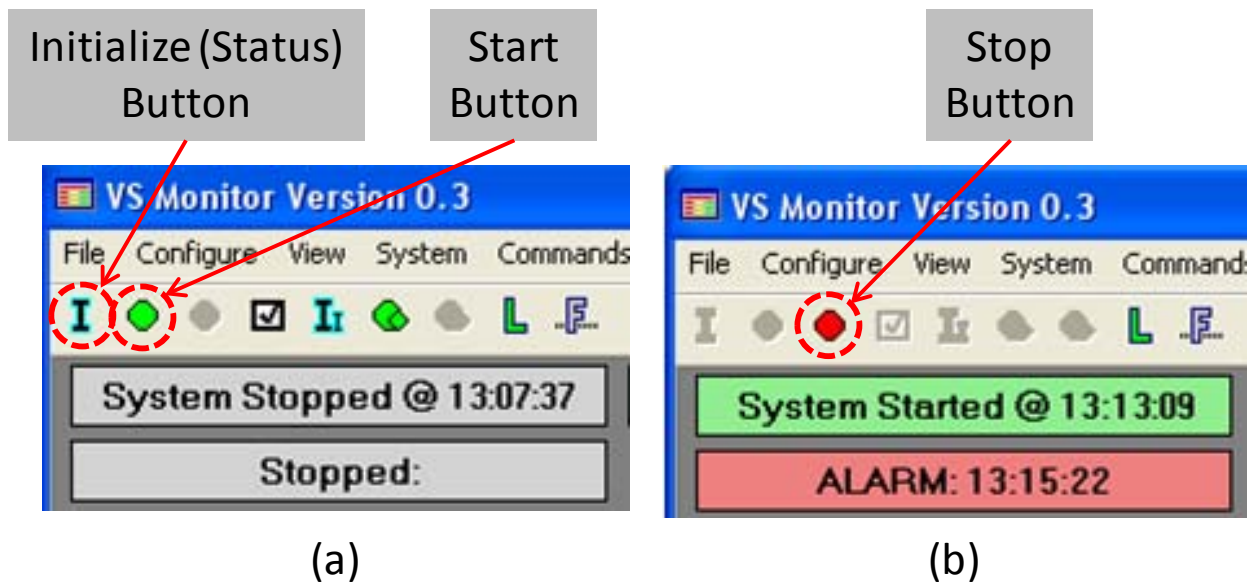 Initialize (Status)
Button
Start
Button
Stop
Button
VS Monitor Version 0.3
File Configure View System Commands
I II L ..F...
System Stopped @ 13:07:37
Stopped:
(a)
VS Monitor Version 0.3
File Configure View System Commands
I II L ..F...
System Started @ 13:13:09
ALARM: 13:15:22
(b)